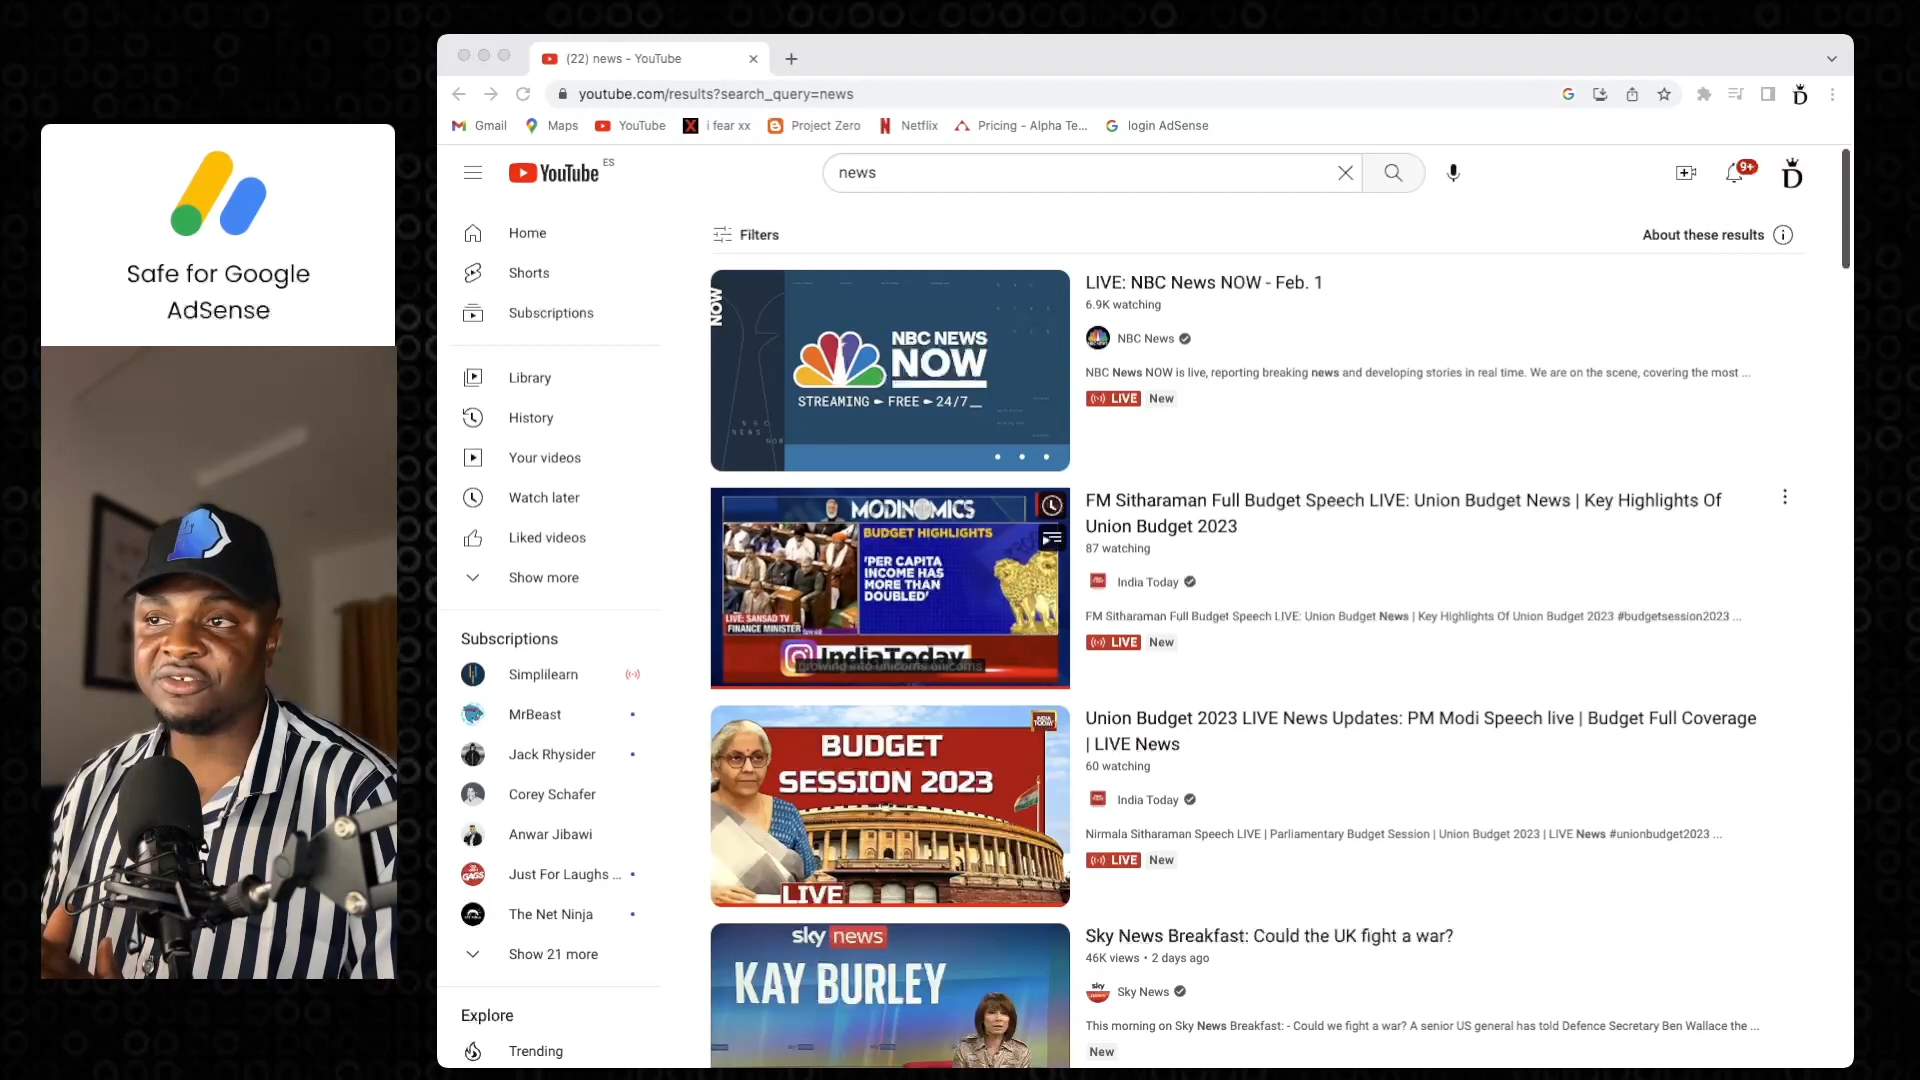 (22) news - YouTube
youtube.com/results?search_query=news
Gmail
Maps
YouTube
i fear xx
Project Zero
Netflix
Pricing - Alpha Te...
login AdSense
YouTube ES
news
9+
D
Safe for Google
AdSense
Home
Shorts
Subscriptions
Library
History
Your videos
Watch later
Liked videos
Show more
Subscriptions
Simplilearn
MrBeast
Jack Rhysider
Corey Schafer
Anwar Jibawi
Just For Laughs ...
The Net Ninja
Show 21 more
Explore
Trending
Filters
About these results
NOW
NBC NEWS
NOW
STREAMING FREE 24/7_
LIVE: NBC News NOW - Feb. 1
6.9K watching
NBC News
NBC News NOW is live, reporting breaking news and developing stories in real time. We are on the scene, covering the most ...
LIVE New
MODINOMICS
BUDGET HIGHLIGHTS
'PER CAPITA
INCOME HAS
MORE THAN
DOUBLED'
LIVE: SANSAD TV
FINANCE MINISTER
IndiaToday
growing into unicorns unicorns
FM Sitharaman Full Budget Speech LIVE: Union Budget News | Key Highlights Of
Union Budget 2023
87 watching
India Today
FM Sitharaman Full Budget Speech LIVE: Union Budget News | Key Highlights Of Union Budget 2023 #budgetsession2023 ...
LIVE New
INDIA
TODAY
BUDGET
SESSION 2023
LIVE
Union Budget 2023 LIVE News Updates: PM Modi Speech live | Budget Full Coverage
| LIVE News
60 watching
India Today
Nirmala Sitharaman Speech LIVE | Parliamentary Budget Session | Union Budget 2023 | LIVE News #unionbudget2023 ...
LIVE New
sky news
KAY BURLEY
Sky News Breakfast: Could the UK fight a war?
46K views • 2 days ago
Sky News
This morning on Sky News Breakfast: - Could we fight a war? A senior US general has told Defence Secretary Ben Wallace the ...
New